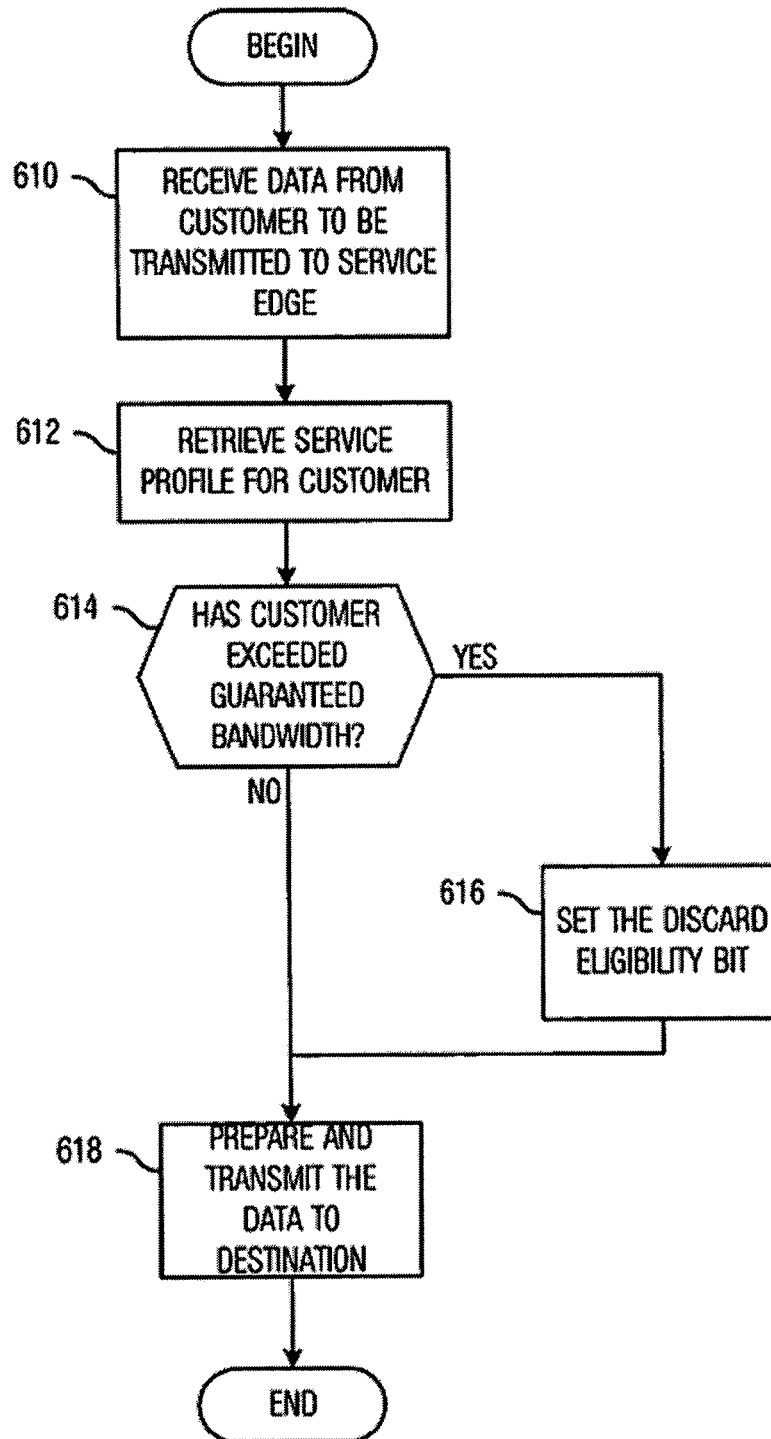 BEGIN
610
RECEIVE DATA FROM
CUSTOMER TO BE
TRANSMITTED TO SERVICE
EDGE
612
RETRIEVE SERVICE
PROFILE FOR CUSTOMER
614
HAS CUSTOMER
EXCEEDED
GUARANTEED
BANDWIDTH?
YES
NO
616
SET THE DISCARD
ELIGIBILITY BIT
618
PREPARE AND
TRANSMIT THE
DATA TO
DESTINATION
END